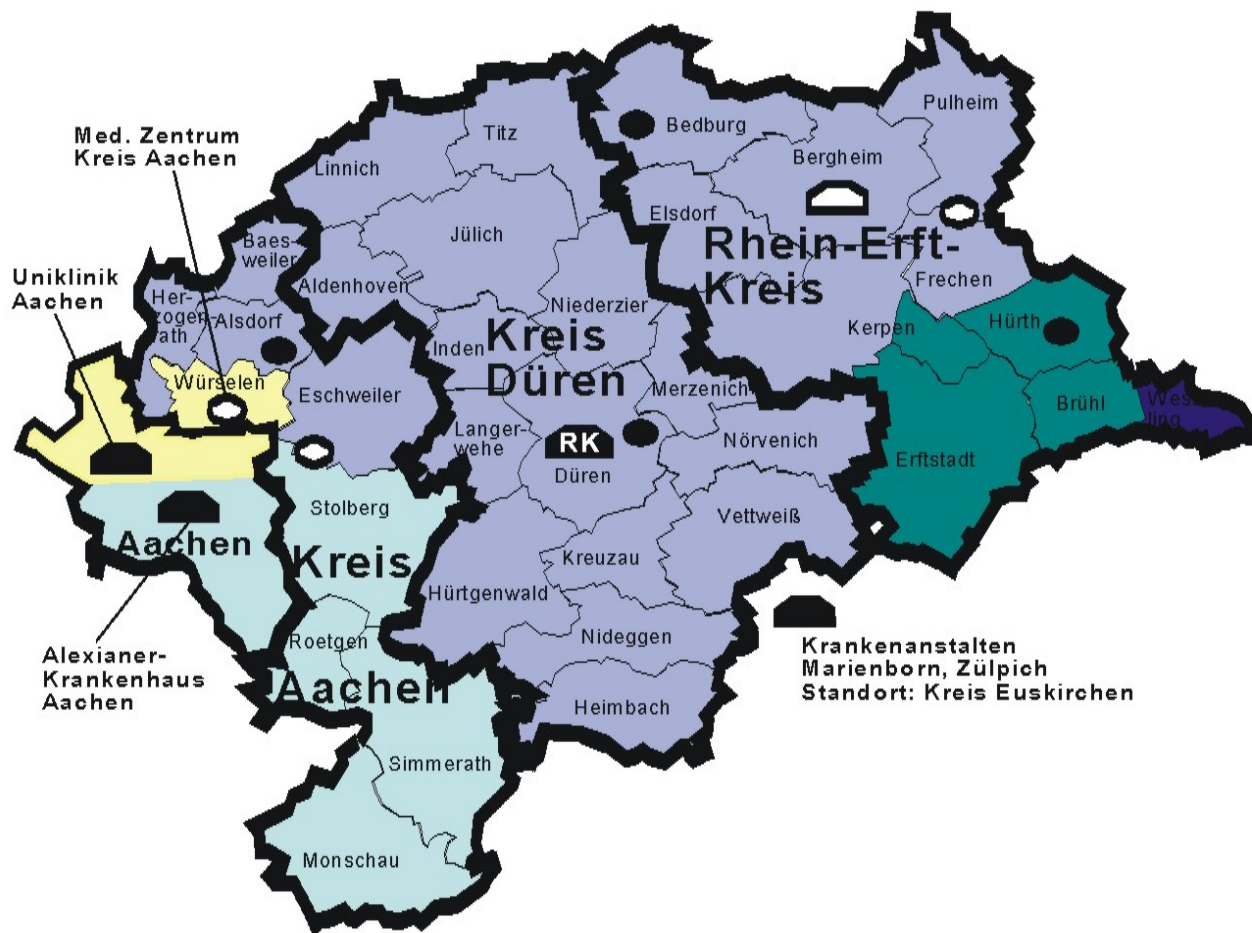 Med. Zentrum
Kreis Aachen
Uniklinik
Aachen
Titz
Linnich
Jülich
Baes-
weiler
Aldenhoven
Her-
zogen-
rath
Alsdorf
Würselen
Eschweiler
Inden
Niederzier
Kreis
Düren
Merzenich
Langer-
wehe
RK
Düren
Nörvenich
Vettweiß
Kreuzau
Hürtgenwald
Nideggen
Heimbach
Bedburg
Bergheim
Pulheim
Elsdorf
Rhein-Erft-
Kreis
Frechen
Kerpen
Hürth
Brühl
Wess
ling
Erftstadt
Stolberg
Aachen
Kreis
Aachen
Roetgen
Simmerath
Monschau
Alexianer-
Krankenhaus
Aachen
Krankenanstalten
Marienborn, Zülpich
Standort: Kreis Euskirchen